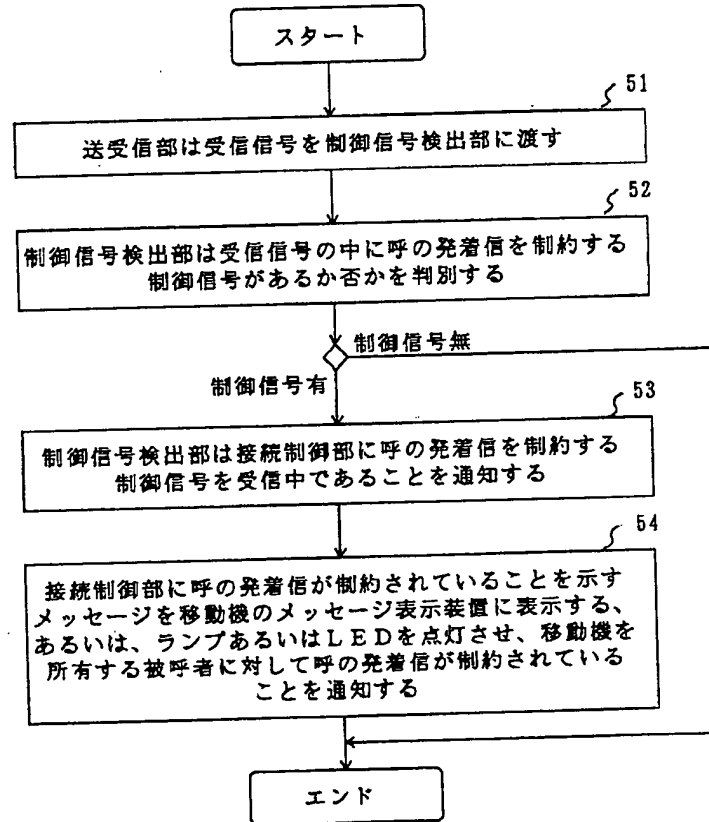 スタート
51
送受信部は受信信号を制御信号検出部に渡す
52
制御信号検出部は受信信号の中に呼の発着信を制約する
制御信号があるか否かを判別する
制御信号無
制御信号有
53
制御信号検出部は接続制御部に呼の発着信を制約する
制御信号を受信中であることを通知する
54
接続制御部に呼の発着信が制約されていることを示す
メッセージを移動機のメッセージ表示装置に表示する、
あるいは、ランプあるいはLEDを点灯させ、移動機を
所有する被呼者に対して呼の発着信が制約されている
ことを通知する
エンド